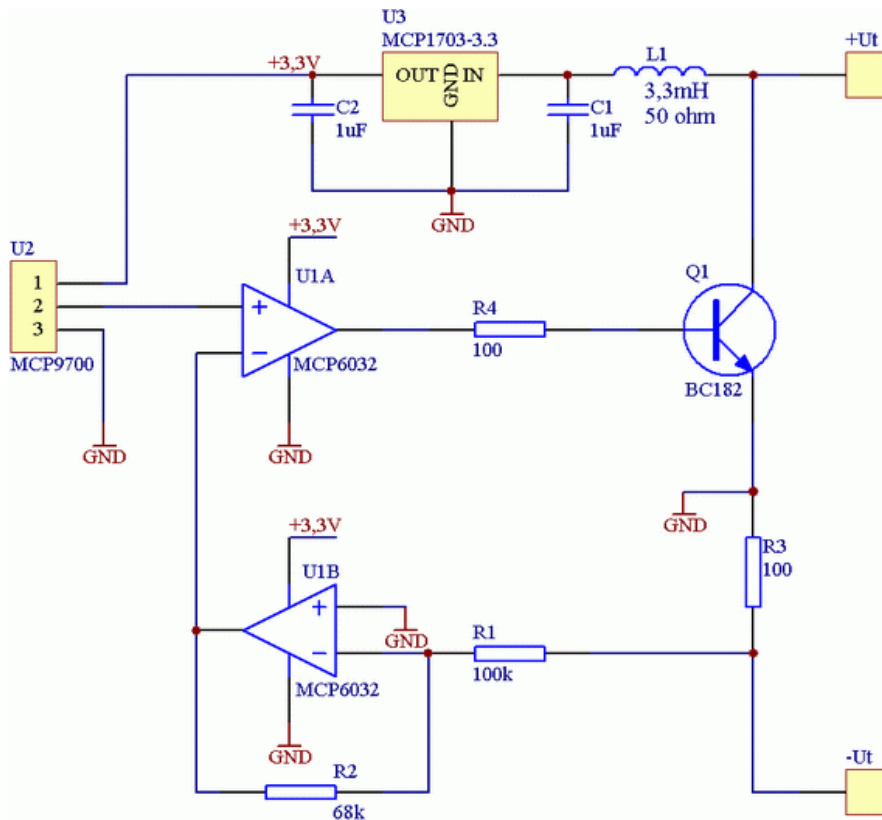 U3
MCP1703-3.3
+3,3V
OUT
GND
IN
L1
3,3mH
50 ohm
+Ut
C2
1uF
C1
1uF
GND
+3,3V
U2
1
2
3
MCP9700
U1A
+
−
MCP6032
R4
100
Q1
BC182
GND
GND
GND
+3,3V
U1B
+
−
GND
MCP6032
R1
100k
R3
100
GND
R2
68k
-Ut